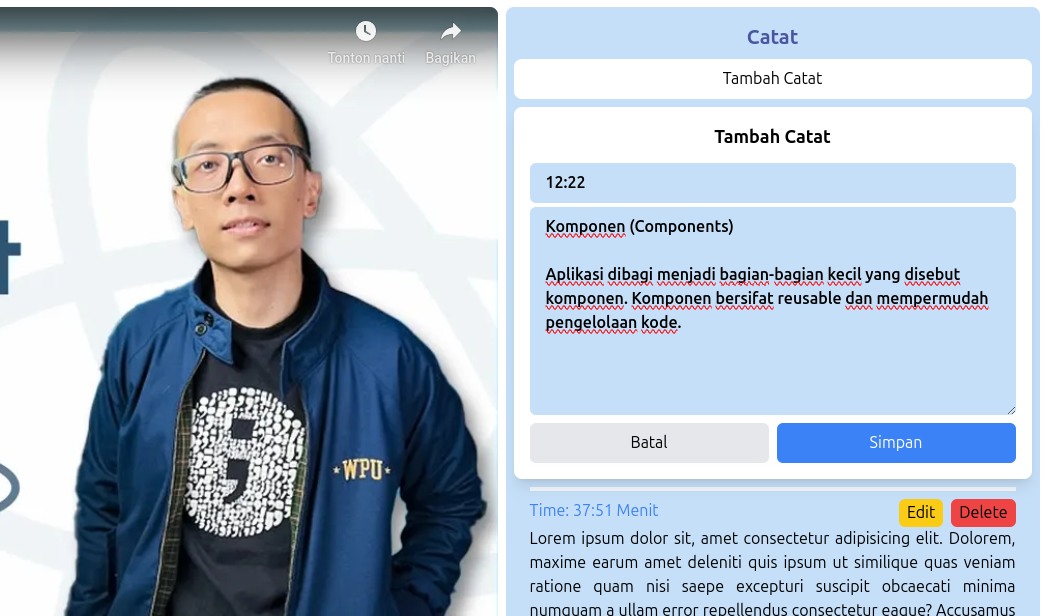 Tonton nanti
Bagikan
WPU
Catat
Tambah Catat
Tambah Catat
12:22
Komponen (Components)
Aplikasi dibagi menjadi bagian-bagian kecil yang disebut
komponen. Komponen bersifat reusable dan mempermudah
pengelolaan kode.
Batal
Simpan
Time: 37:51 Menit
Edit
Delete
Lorem ipsum dolor sit, amet consectetur adipisicing elit. Dolorem,
maxime earum amet deleniti quis ipsum ut similique quas veniam
ratione quam nisi saepe excepturi suscipit obcaecati minima
numquam a ullam error repellendus consectetur eaque? Accusamus